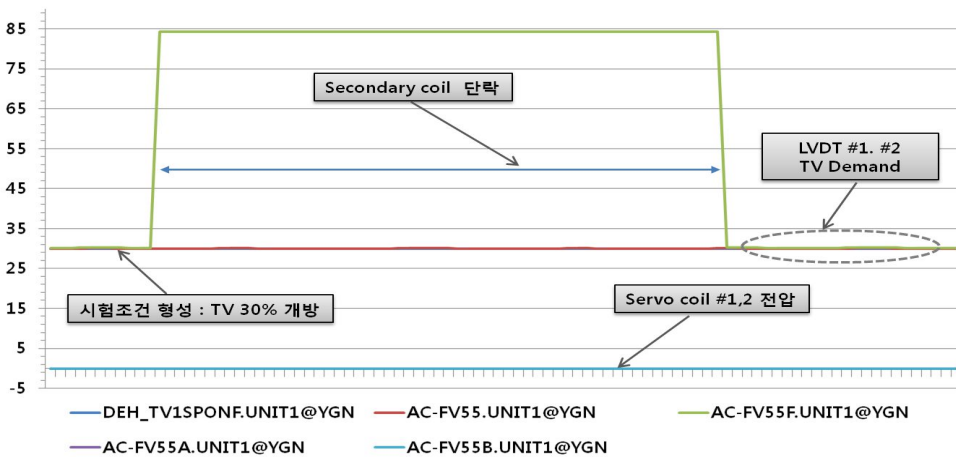 85
75
65
55
45
35
25
15
5
-5
Secondary coil 단락
LVDT #1. #2
TV Demand
시험조건 형성 : TV 30% 개방
Servo coil #1,2 전압
DEH_TV1SPONF.UNIT1@YGN
AC-FV55.UNIT1@YGN
AC-FV55F.UNIT1@YGN
AC-FV55A.UNIT1@YGN
AC-FV55B.UNIT1@YGN